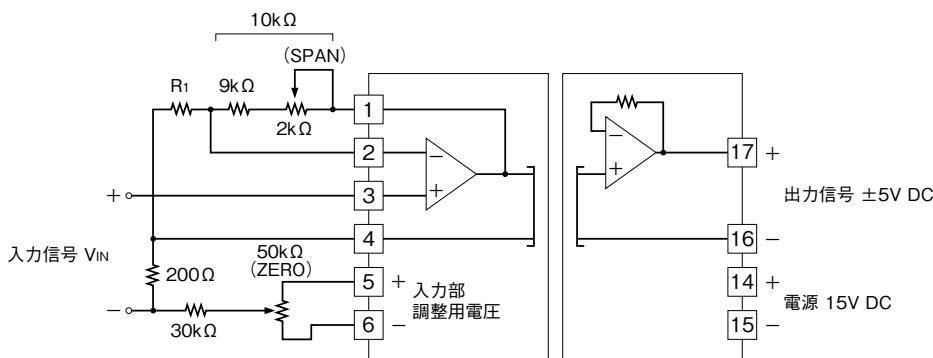 10kΩ
(SPAN)
R1
9kΩ
2kΩ
1
2
3
4
5
6
−
+
−
+
17
+
出力信号 ±5V DC
16
−
14
+
電源 15V DC
15
−
+
入力信号 VIN
200Ω
50kΩ
(ZERO)
+
入力部
調整用電圧
−
−
30kΩ